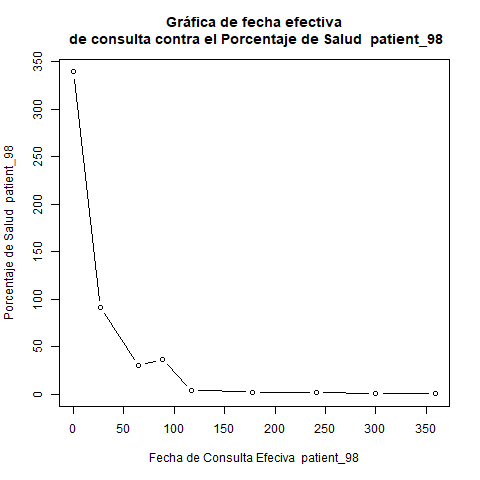 Gráfica de fecha efectiva
de consulta contra el Porcentaje de Salud patient_98
Porcentaje de Salud patient_98
350
300
250
200
150
100
50
0
0 50 100 150 200 250 300 350
Fecha de Consulta Efeciva patient_98